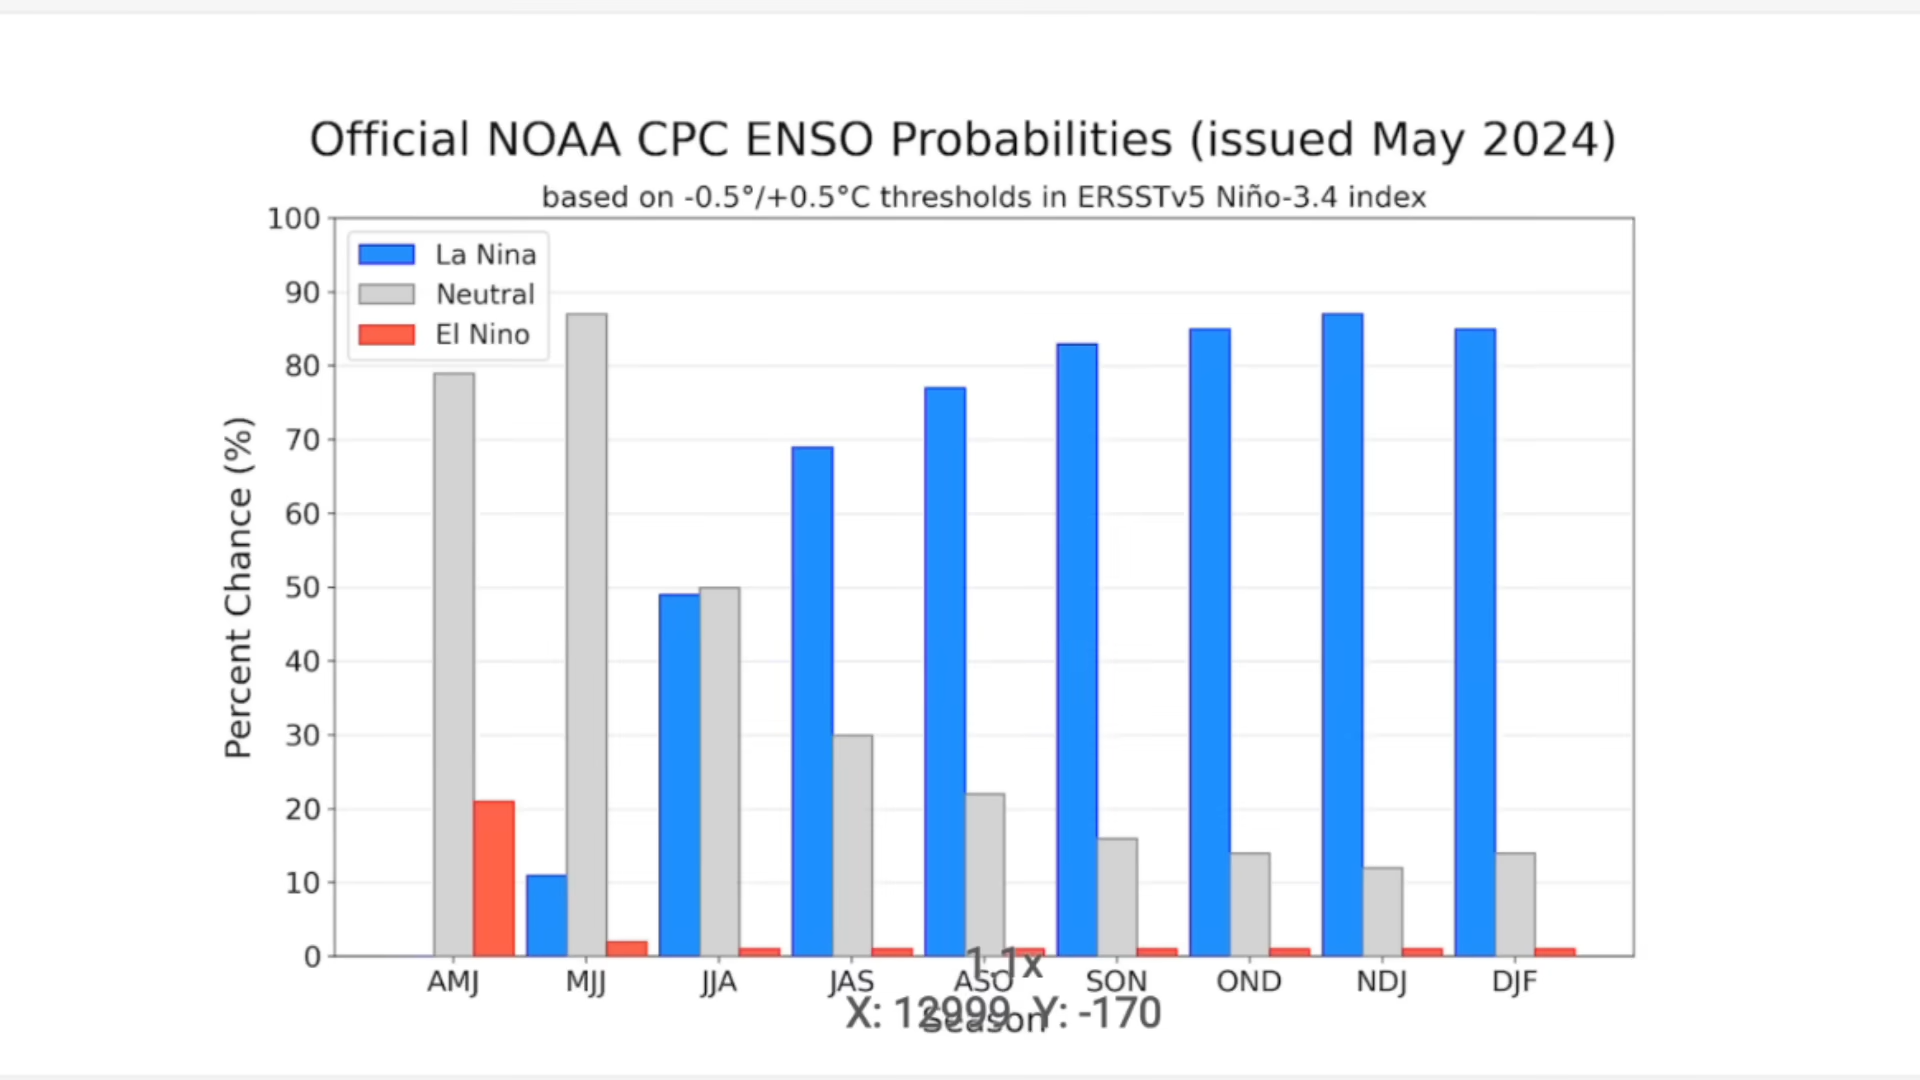 Official NOAA CPC ENSO Probabilities (issued May 2024)
based on -0.5°/+0.5°C thresholds in ERSSTv5 Niño-3.4 index
La Nina
Neutral
El Nino
Percent Chance (%)
100
90
80
70
60
50
40
30
20
10
0
AMJ MJJ JJA JAS ASO SON OND NDJ DJF
Season
1.1x
X: 12999 Y: -170